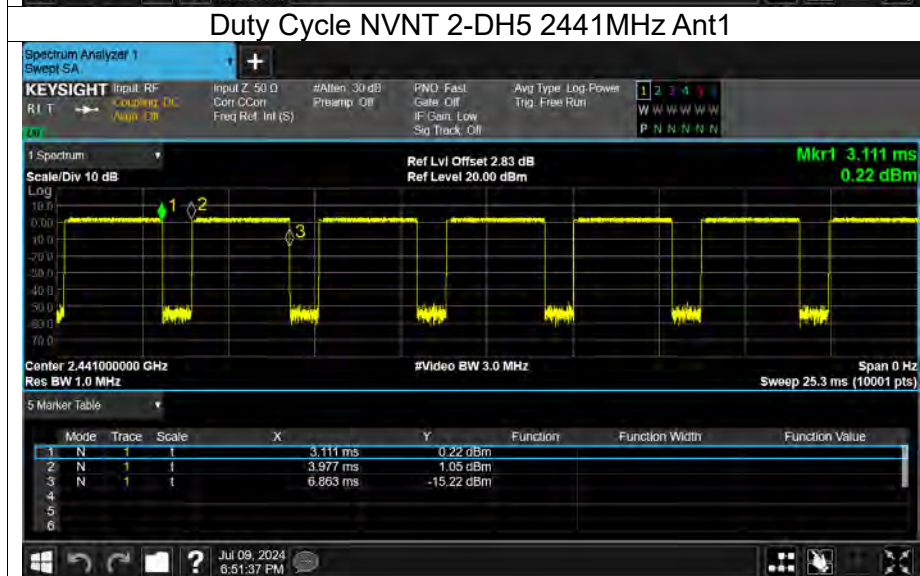 Duty Cycle NVNT 2-DH5 2441MHz Ant1
Spectrum Analyzer 1
Swept SA
+
KEYSIGHT Input: RF Input Z: 50 Ω #Atten: 30 dB PNO: Fast Avg Type: Log-Power 1 2 3 4 5 6
RLT Coupling: DC Corr CCorr Preamp: Off Gate: Off Trig: Free Run W W W W W W
Align: Off Freq Ref: Int (S) IF Gain: Low
Sig Track: Off P N N N N N
LXI
1 Spectrum Ref Lvl Offset 2.83 dB Mkr1 3.111 ms
Scale/Div 10 dB Ref Level 20.00 dBm 0.22 dBm
Log
10.0
0.00
-10.0
-20.0
-30.0
-40.0
-50.0
-60.0
-70.0
1
2
3
Center 2.441000000 GHz #Video BW 3.0 MHz Span 0 Hz
Res BW 1.0 MHz Sweep 25.3 ms (10001 pts)
5 Marker Table
Mode Trace Scale X Y Function Function Width Function Value
1 N 1 t 3.111 ms 0.22 dBm
2 N 1 t 3.977 ms 1.05 dBm
3 N 1 t 6.863 ms -15.22 dBm
4
5
6
? Jul 09, 2024
6:51:37 PM